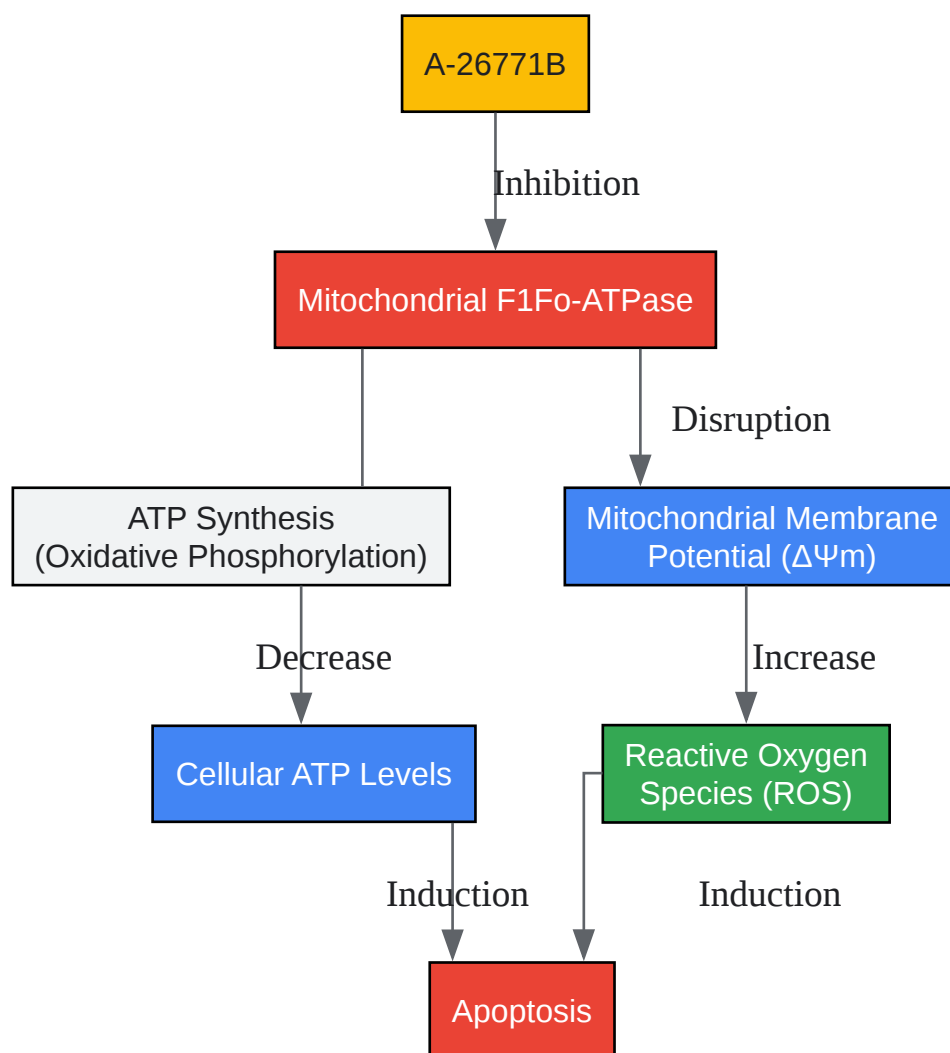 A-26771B
Inhibition
Mitochondrial F1Fo-ATPase
Disruption
ATP Synthesis
(Oxidative Phosphorylation)
Mitochondrial Membrane
Potential (ΔΨm)
Decrease
Increase
Cellular ATP Levels
Reactive Oxygen
Species (ROS)
Induction
Induction
Apoptosis